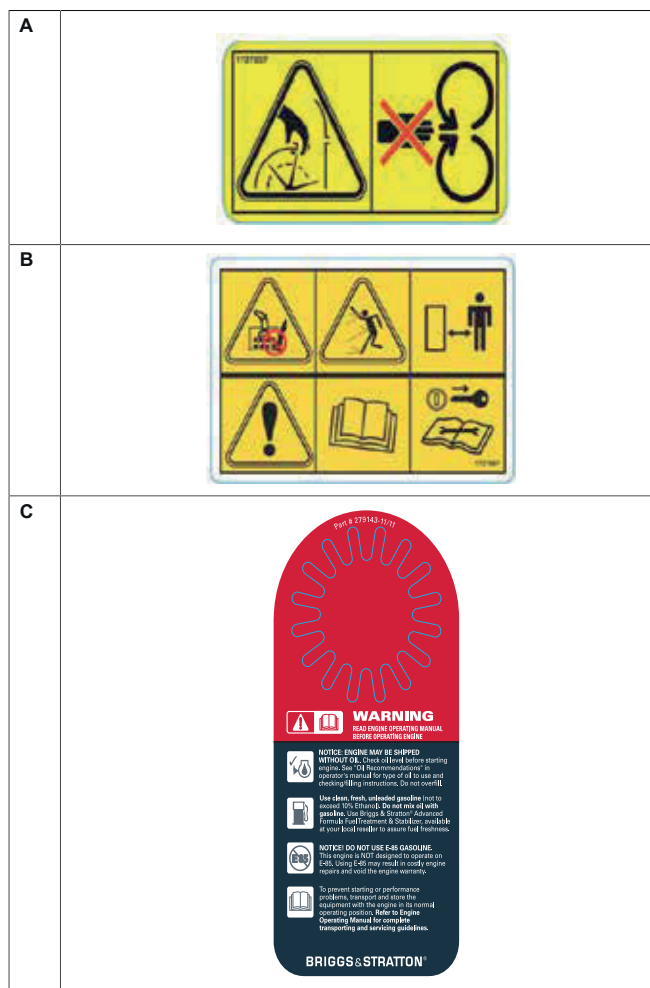 A
B
C
Part # 279143-11/11
WARNING
READ ENGINE OPERATING MANUAL
BEFORE OPERATING ENGINE
NOTICE: ENGINE MAY BE SHIPPED
WITHOUT OIL. Check oil level before starting
engine. See "Oil Recommendations" in
operator's manual for type of oil to use and
checking/filling instructions. Do not overfill.
Use clean, fresh, unleaded gasoline (not to
exceed 10% Ethanol). Do not mix oil with
gasoline. Use Briggs & Stratton® Advanced
Formula Fuel Treatment & Stabilizer, available
at your local reseller to assure fuel freshness.
E85
NOTICE! DO NOT USE E-85 GASOLINE.
This engine is NOT designed to operate on
E-85. Using E-85 may result in costly engine
repairs and void the engine warranty.
To prevent starting or performance
problems, transport and store the
equipment with the engine in its normal
operating position. Refer to Engine
Operating Manual for complete
transporting and servicing guidelines.
BRIGGS & STRATTON®